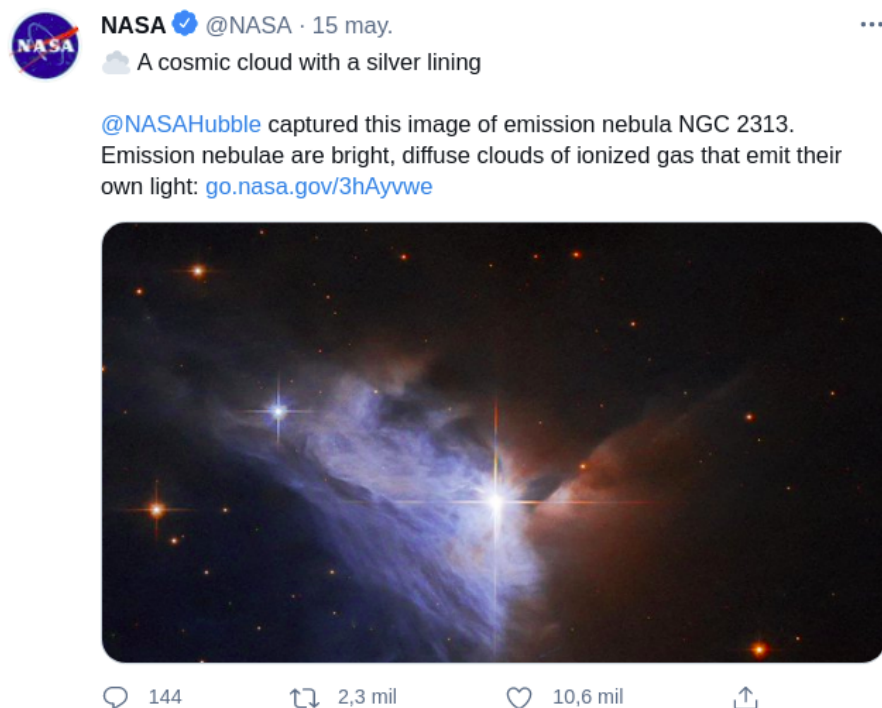 NASA
NASA @NASA · 15 may.
A cosmic cloud with a silver lining
@NASAHubble captured this image of emission nebula NGC 2313.
Emission nebulae are bright, diffuse clouds of ionized gas that emit their
own light: go.nasa.gov/3hAyvwe
144 2,3 mil 10,6 mil